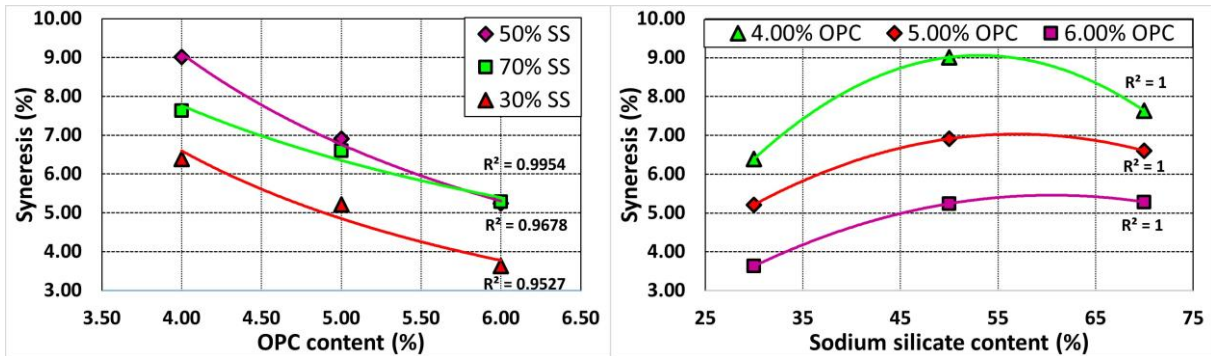 10.00
9.00
8.00
7.00
6.00
5.00
4.00
3.00
Syneresis (%)
50% SS
70% SS
30% SS
R² = 0.9954
R² = 0.9678
R² = 0.9527
3.50 4.00 4.50 5.00 5.50 6.00 6.50
OPC content (%)
10.00
9.00
8.00
7.00
6.00
5.00
4.00
3.00
Syneresis (%)
4.00% OPC 5.00% OPC 6.00% OPC
R² = 1
R² = 1
R² = 1
25 35 45 55 65 75
Sodium silicate content (%)